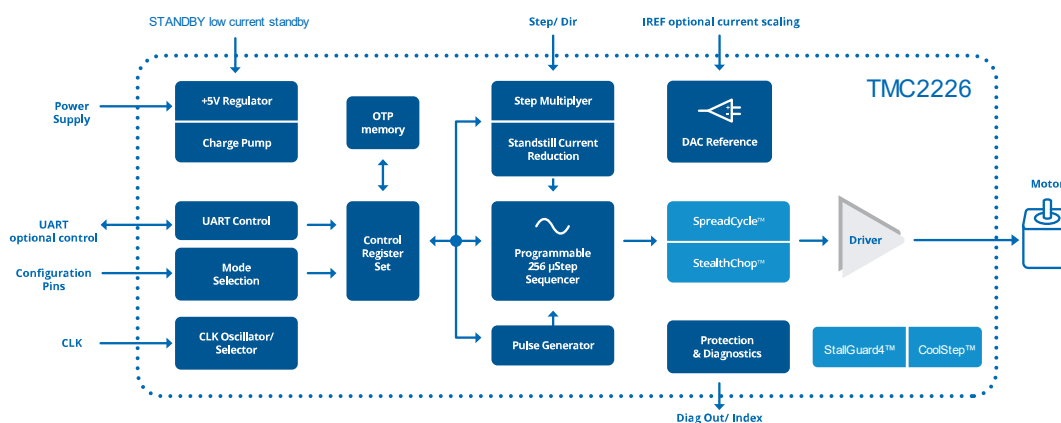 STANDBY low current standby
Step/ Dir
IREF optional current scaling
TMC2226
Power
Supply
+5V Regulator
Charge Pump
OTP
memory
Step Multiplyer
Standstill Current
Reduction
DAC Reference
Motor
UART
optional control
UART Control
Configuration
Pins
Mode
Selection
Control
Register
Set
Programmable
256 µStep
Sequencer
SpreadCycle™
StealthChop™
Driver
CLK
CLK Oscillator/
Selector
Pulse Generator
Protection
& Diagnostics
StallGuard4™
CoolStep™
Diag Out/ Index